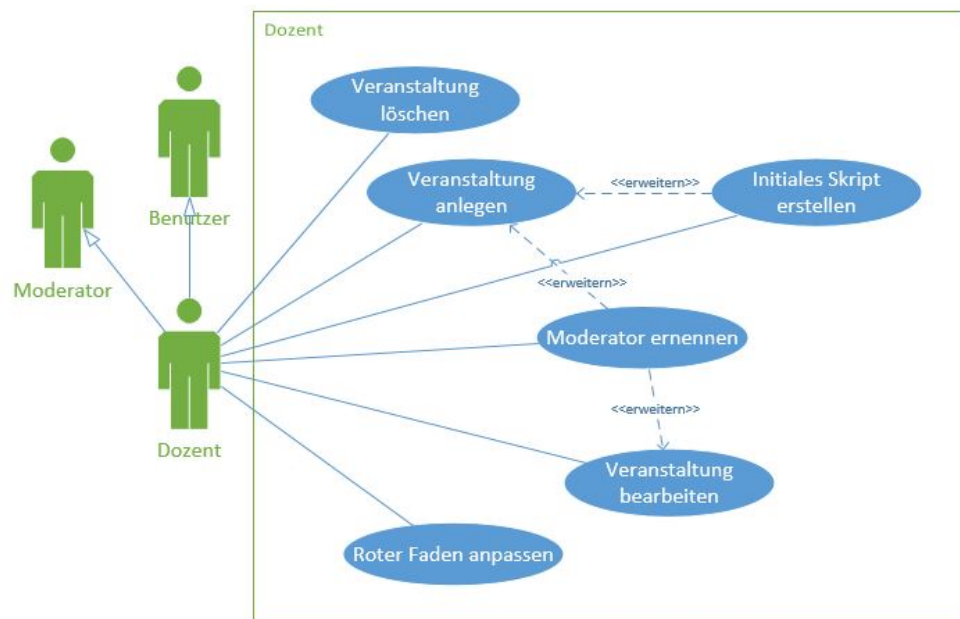 Dozent
Veranstaltung
löschen
Benutzer
Moderator
Veranstaltung
anlegen
<<erweitern>>
Initiales Skript
erstellen
<<erweitern>>
Moderator ernennen
<<erweitern>>
Dozent
Veranstaltung
bearbeiten
Roter Faden anpassen